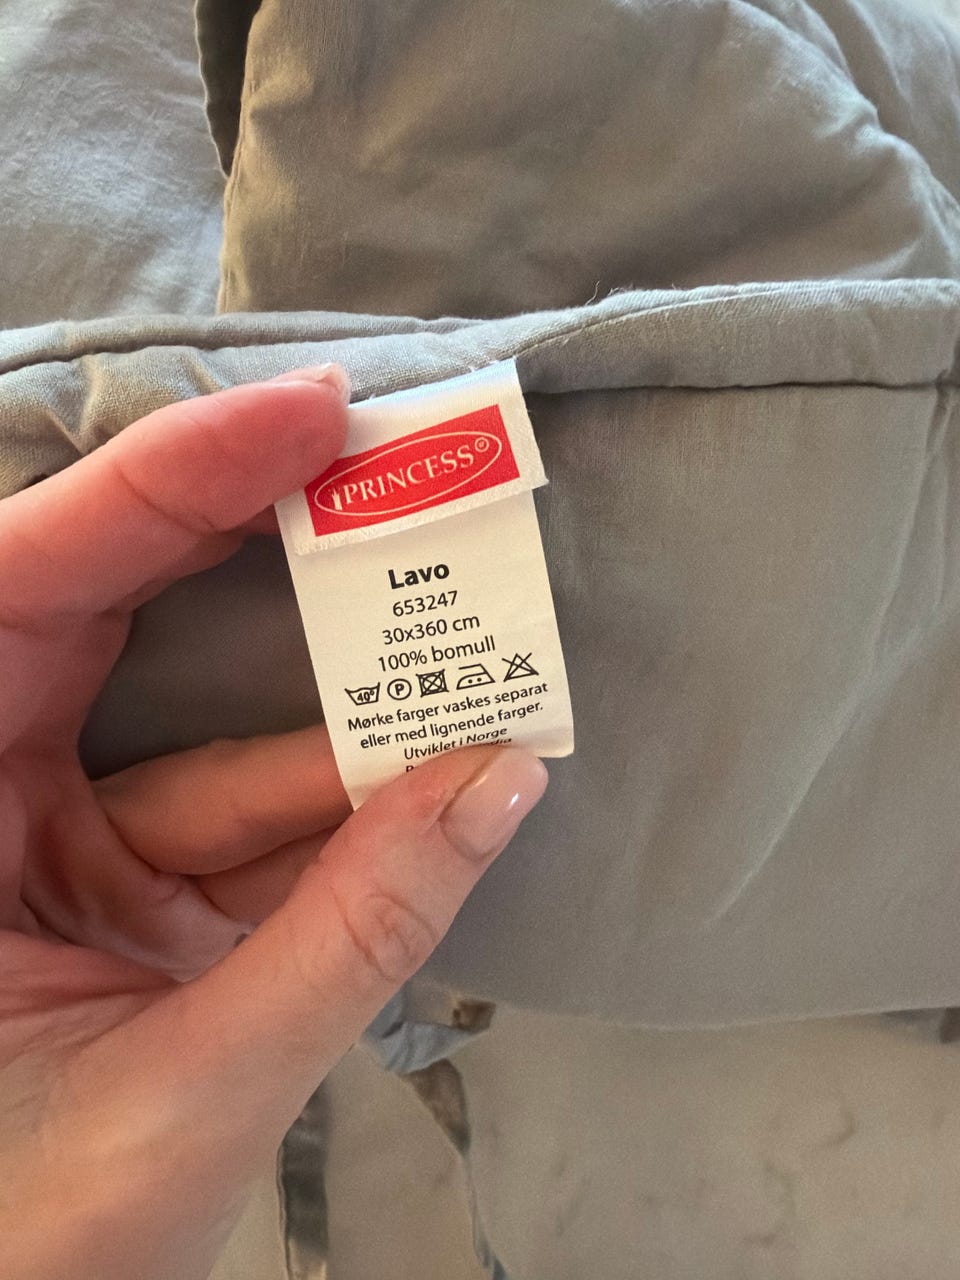 PRINCESS®
Lavo
653247
30x360 cm
100% bomull
40° P
Mørke farger vaskes separat
eller med lignende farger.
Utviklet i Norge